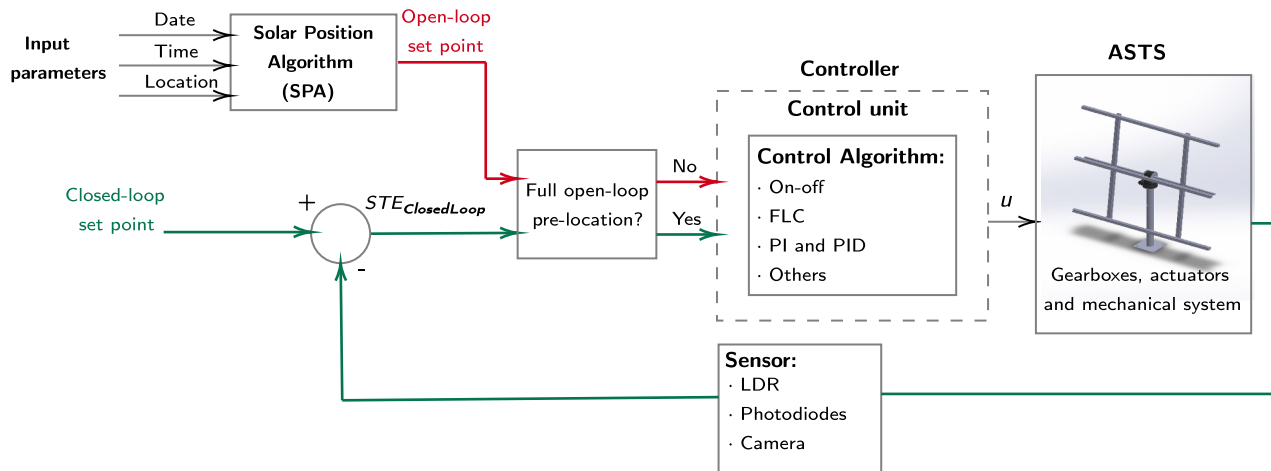 Input
parameters
Date
Time
Location
Solar Position
Algorithm
(SPA)
Open-loop
set point
Closed-loop
set point
+
-
STE_ClosedLoop
Full open-loop
pre-location?
No
Yes
Controller
Control unit
Control Algorithm:
· On-off
· FLC
· PI and PID
· Others
u
ASTS
Gearboxes, actuators
and mechanical system
Sensor:
· LDR
· Photodiodes
· Camera